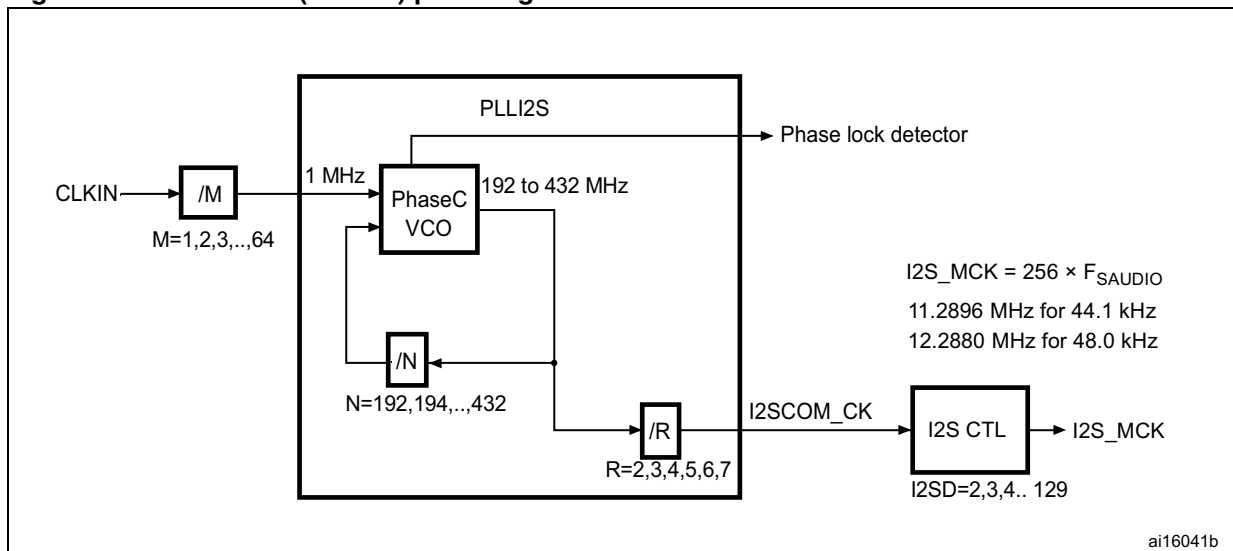 PLLI2S
Phase lock detector
CLKIN
/M
1 MHz
PhaseC
VCO
192 to 432 MHz
M=1,2,3,..,64
I2S_MCK = 256 × FSAUDIO
11.2896 MHz for 44.1 kHz
12.2880 MHz for 48.0 kHz
/N
N=192,194,..,432
/R
I2SCOM_CK
I2S CTL
I2S_MCK
R=2,3,4,5,6,7
I2SD=2,3,4.. 129
ai16041b